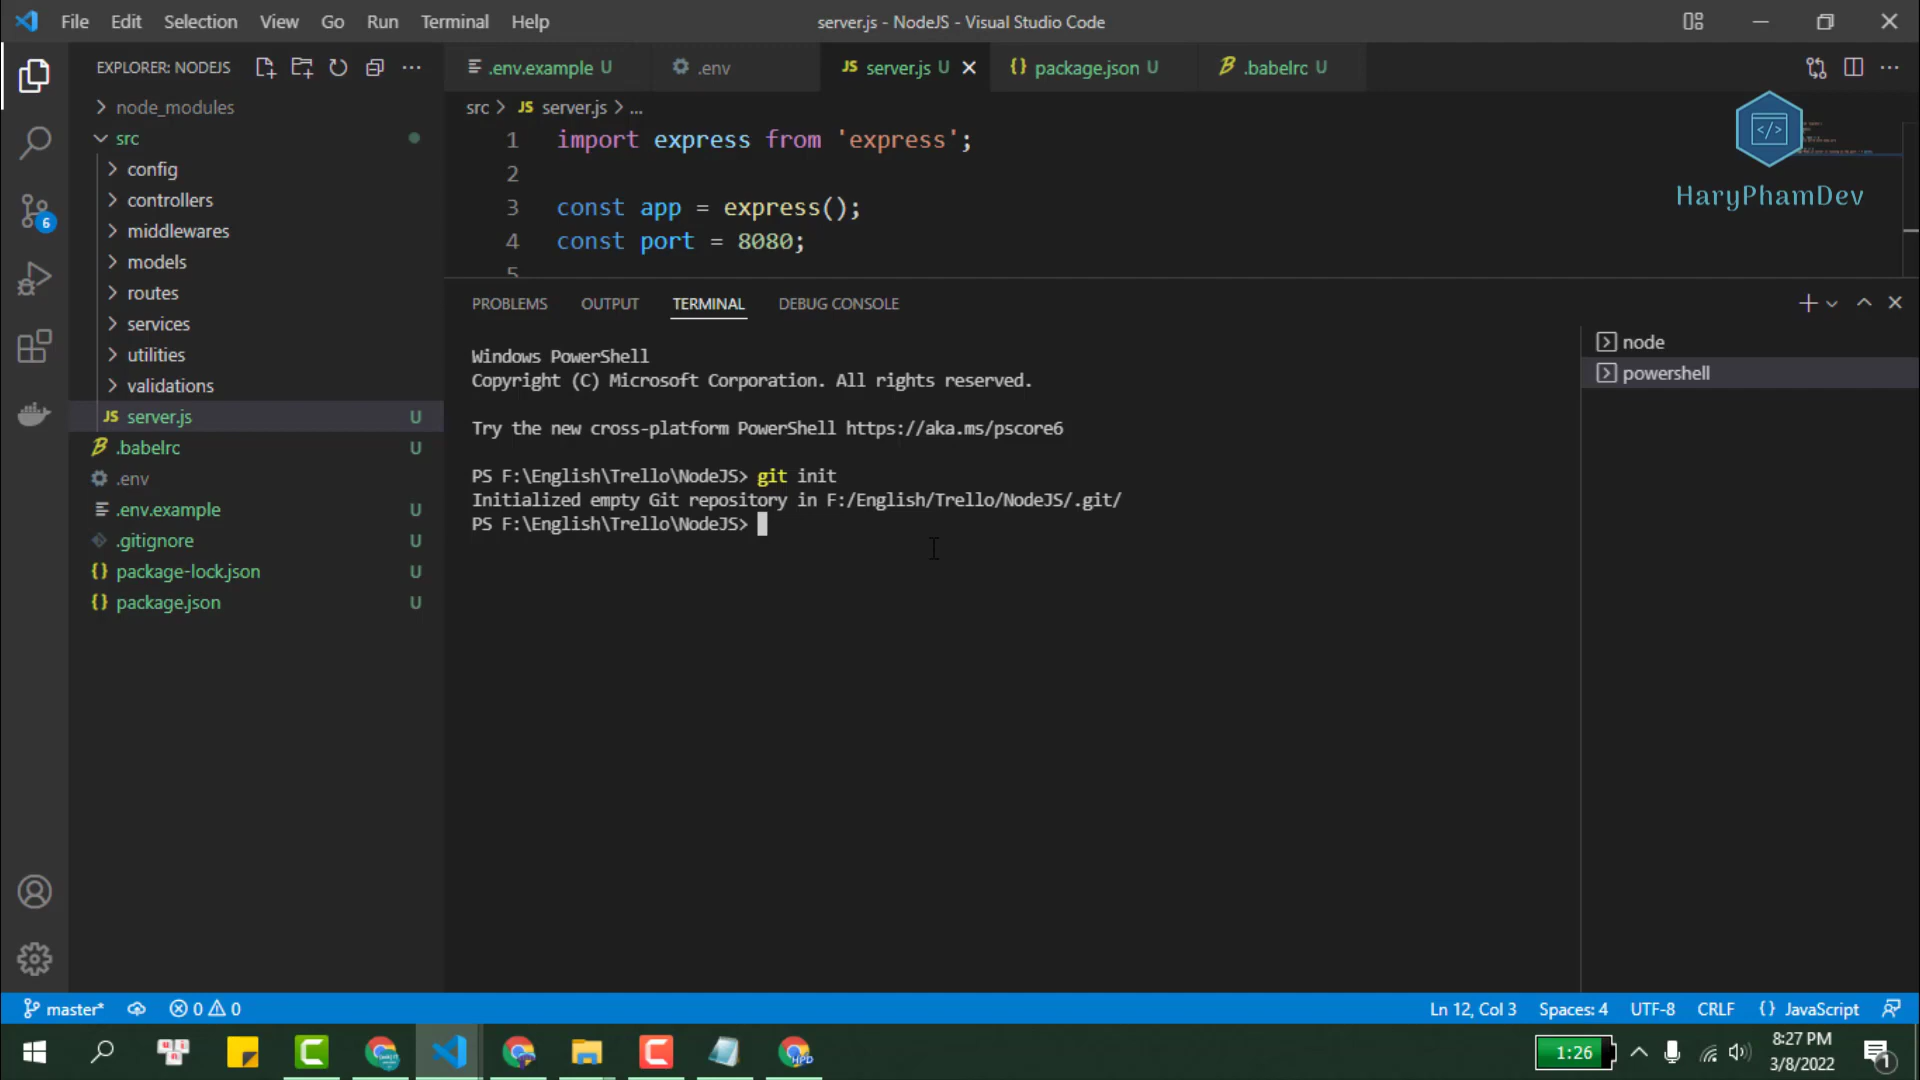 File Edit Selection View Go Run Terminal Help
server.js - NodeJS - Visual Studio Code
EXPLORER: NODEJS
node_modules
src
config
controllers
middlewares
models
routes
services
utilities
validations
JS server.js U
.babelrc U
.env
.env.example U
.gitignore U
{} package-lock.json U
{} package.json U
.env.example U
.env
JS server.js U
{} package.json U
.babelrc U
src > JS server.js > ...
1 import express from 'express';
2
3 const app = express();
4 const port = 8080;
5
HaryPhamDev
PROBLEMS OUTPUT TERMINAL DEBUG CONSOLE
Windows PowerShell
Copyright (C) Microsoft Corporation. All rights reserved.
Try the new cross-platform PowerShell https://aka.ms/pscore6
PS F:\English\Trello\NodeJS> git init
Initialized empty Git repository in F:/English/Trello/NodeJS/.git/
PS F:\English\Trello\NodeJS>
node
powershell
6
master* 0 0
Ln 12, Col 3 Spaces: 4 UTF-8 CRLF {} JavaScript
1:26
8:27 PM
3/8/2022
1